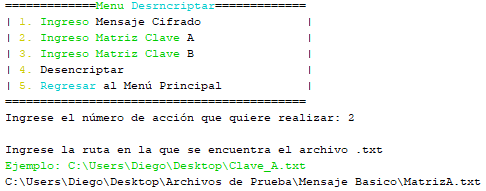 =============Menu Desrncriptar=============
| 1. Ingreso Mensaje Cifrado |
| 2. Ingreso Matriz Clave A |
| 3. Ingreso Matriz Clave B |
| 4. Desencriptar |
| 5. Regresar al Menú Principal |
===========================================
Ingrese el número de acción que quiere realizar: 2
Ingrese la ruta en la que se encuentra el archivo .txt
Ejemplo: C:\Users\Diego\Desktop\Clave_A.txt
C:\Users\Diego\Desktop\Archivos de Prueba\Mensaje Basico\MatrizA.txt